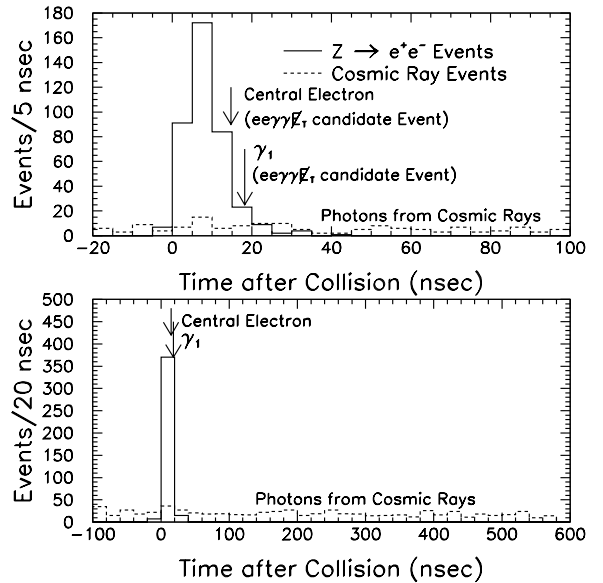 Events/5 nsec
180
160
140
120
100
80
60
40
20
0
Z → e⁺e⁻ Events
Cosmic Ray Events
Central Electron
(eeγγE̸_T candidate Event)
γ₁
(eeγγE̸_T candidate Event)
Photons from Cosmic Rays
-20 0 20 40 60 80 100
Time after Collision (nsec)
Events/20 nsec
500
450
400
350
300
250
200
150
100
50
0
Central Electron
γ₁
Photons from Cosmic Rays
-100 0 100 200 300 400 500 600
Time after Collision (nsec)